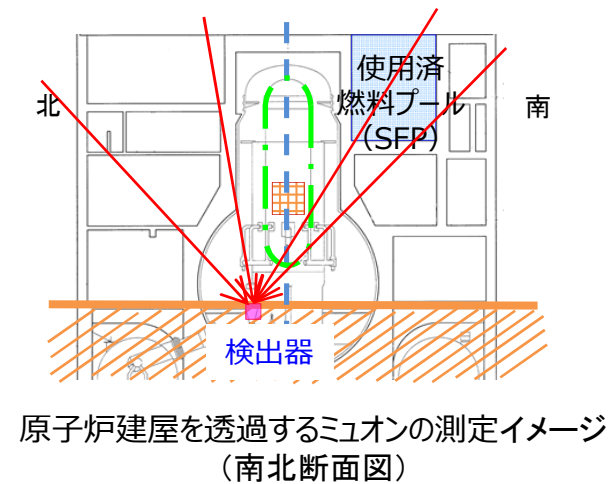 使用済
燃料プール
（SFP）
北
南
検出器
原子炉建屋を透過するミュオンの測定イメージ
（南北断面図）